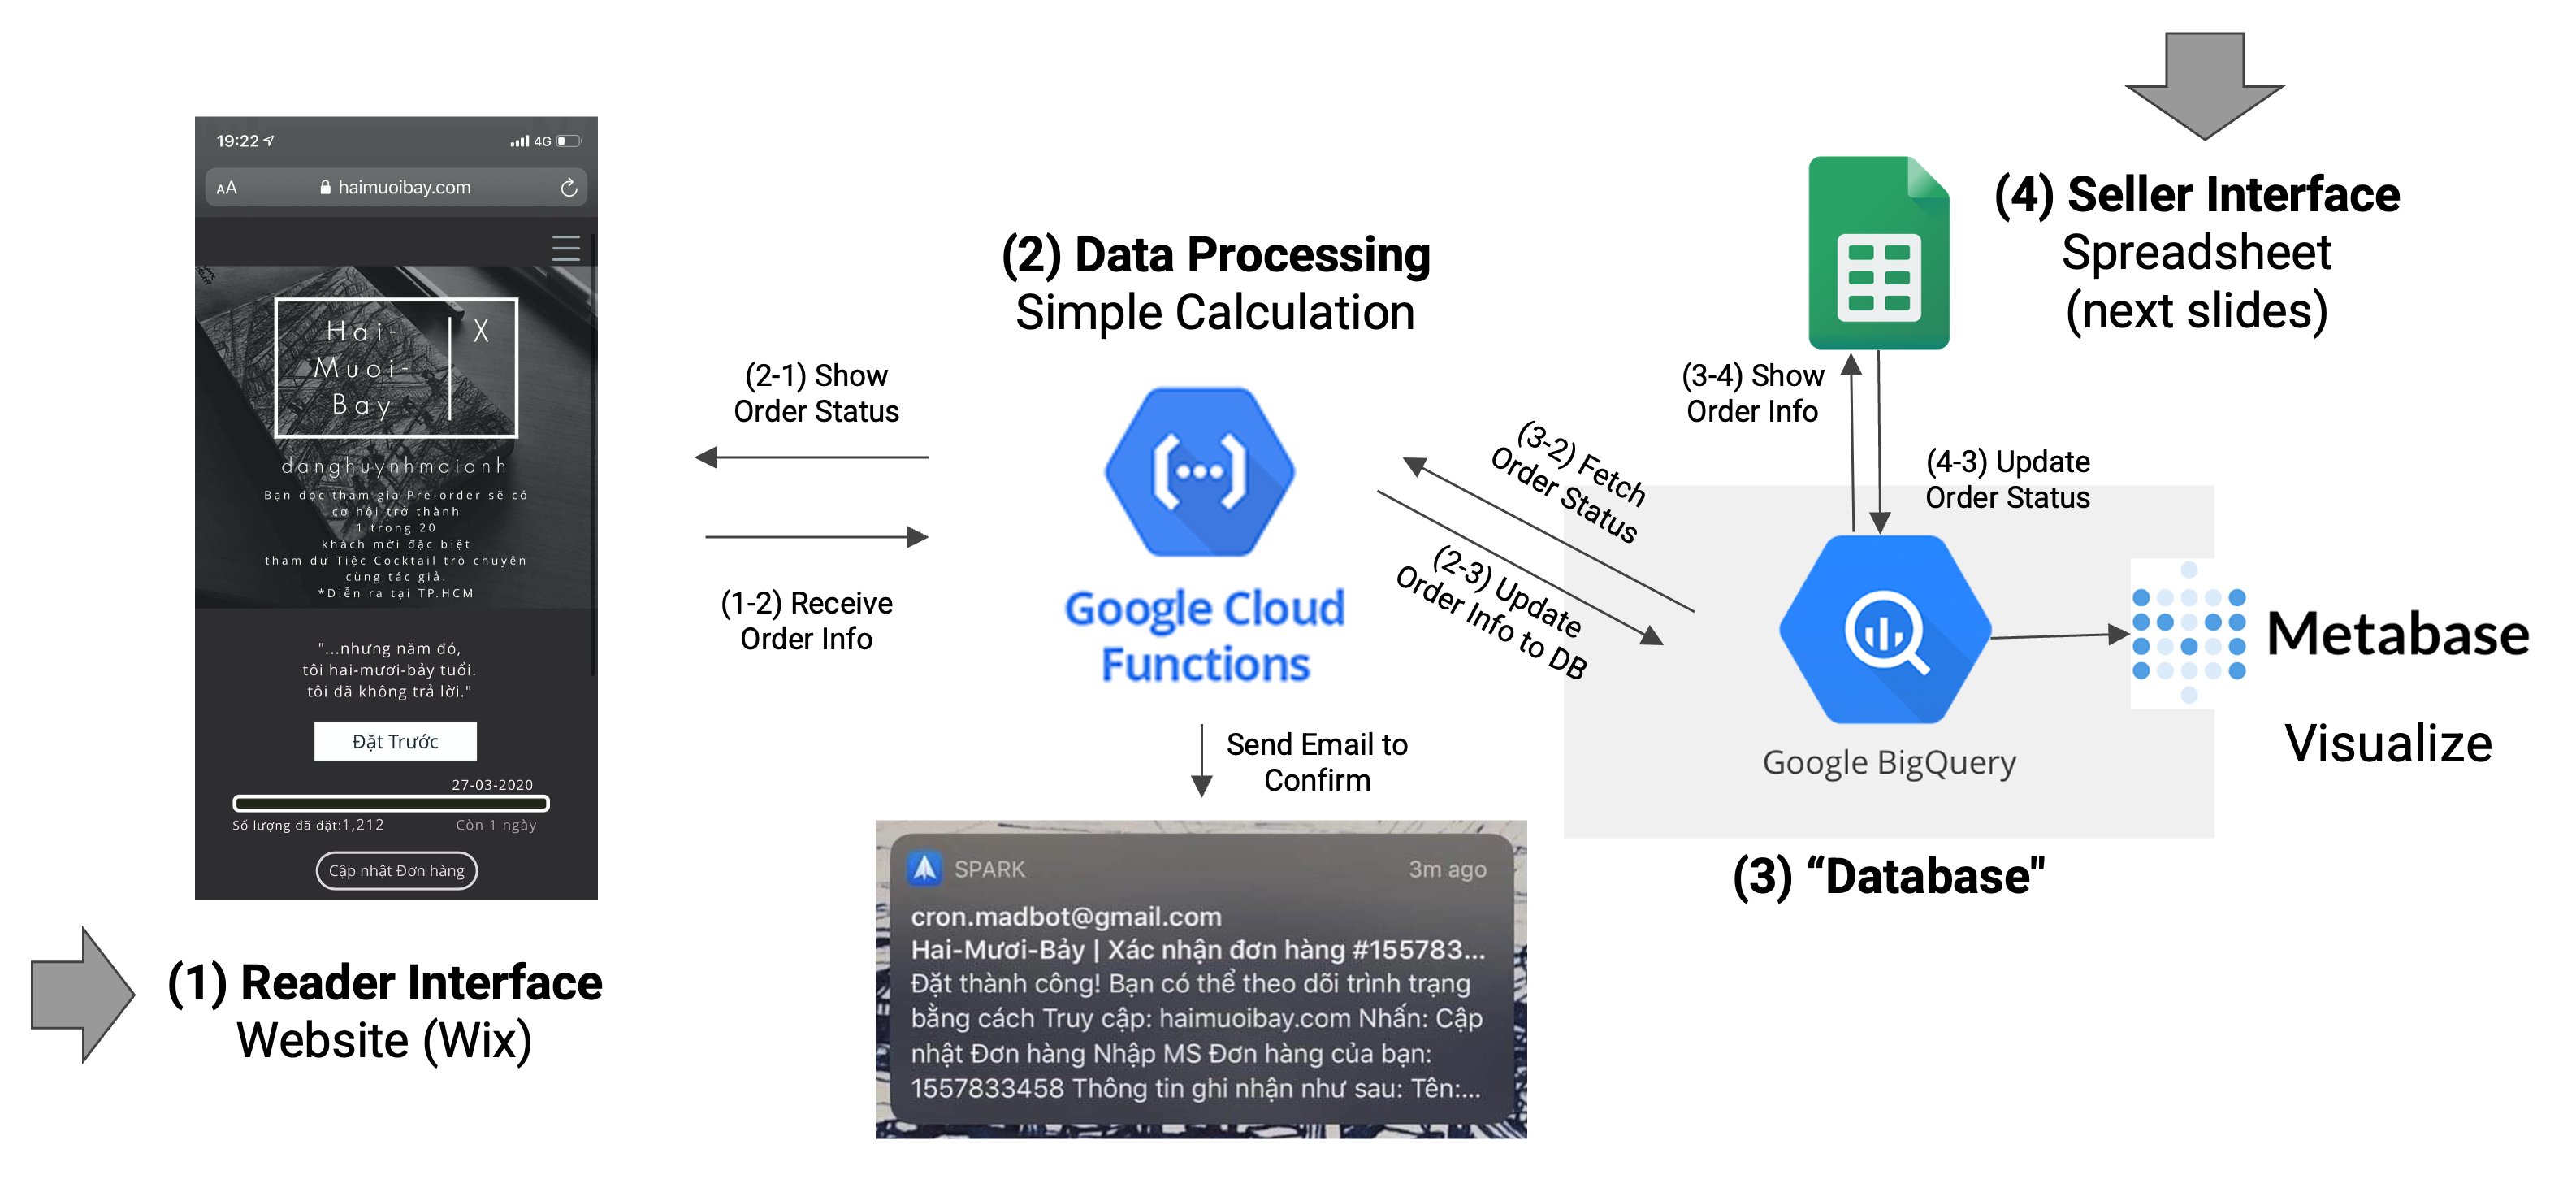 19:22
4G
AA
haimuoibay.com
Hai-
Muoi-
Bay
X
danghuynhmaianh
Bạn đọc tham gia Pre-order sẽ có
cơ hội trở thành
1 trong 20
khách mời đặc biệt
tham dự Tiệc Cocktail trò chuyện
cùng tác giả.
*Diễn ra tại TP.HCM
"...nhưng năm đó,
tôi hai-mươi-bảy tuổi.
tôi đã không trả lời."
Đặt Trước
27-03-2020
Số lượng đã đặt:1,212
Còn 1 ngày
Cập nhật Đơn hàng
(1) Reader Interface
Website (Wix)
(2-1) Show
Order Status
(1-2) Receive
Order Info
(2) Data Processing
Simple Calculation
Google Cloud
Functions
Send Email to
Confirm
SPARK
3m ago
cron.madbot@gmail.com
Hai-Mươi-Bảy | Xác nhận đơn hàng #155783...
Đặt thành công! Bạn có thể theo dõi trình trạng
bằng cách Truy cập: haimuoibay.com Nhấn: Cập
nhật Đơn hàng Nhập MS Đơn hàng của bạn:
1557833458 Thông tin ghi nhận như sau: Tên:...
(3-2) Fetch
Order Status
(2-3) Update
Order Info to DB
(3-4) Show
Order Info
(4-3) Update
Order Status
(4) Seller Interface
Spreadsheet
(next slides)
Google BigQuery
(3) “Database"
Metabase
Visualize